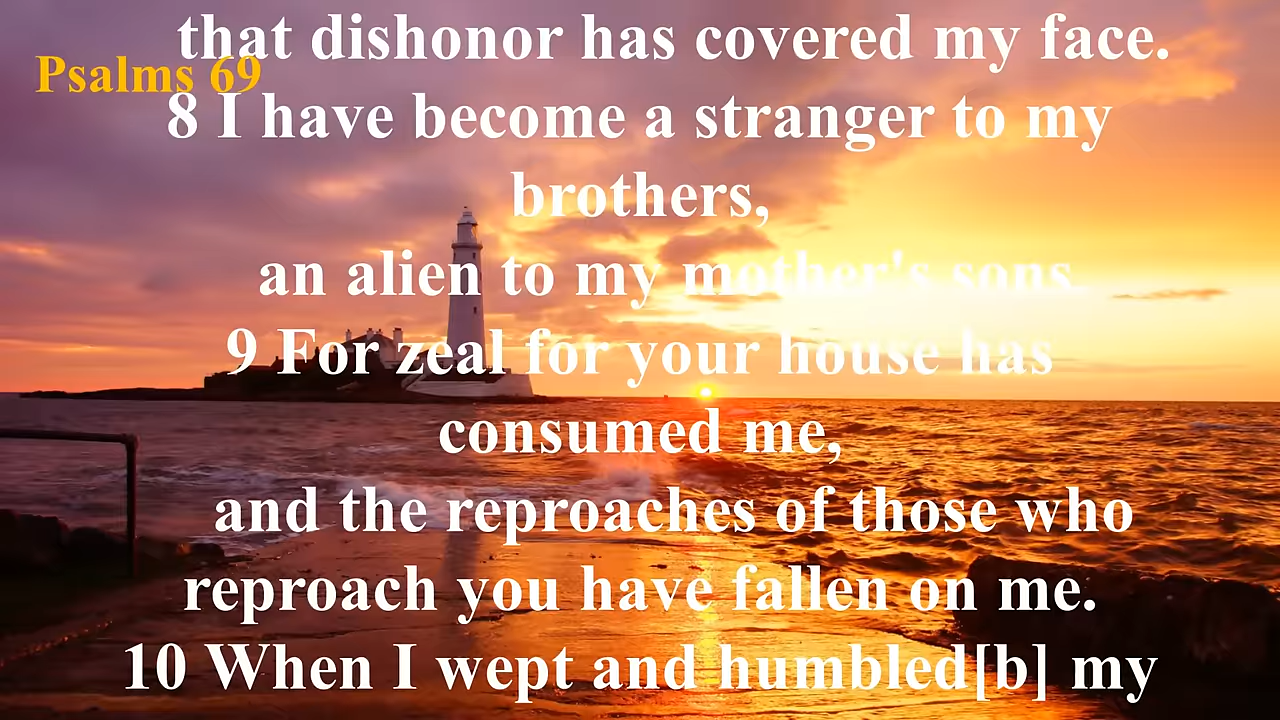 that dishonor has covered my face.
Psalms 69
8 I have become a stranger to my
brothers,
an alien to my mother's sons.
9 For zeal for your house has
consumed me,
and the reproaches of those who
reproach you have fallen on me.
10 When I wept and humbled[b] my